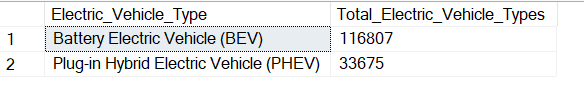 Electric_Vehicle_Type Total_Electric_Vehicle_Types
1 Battery Electric Vehicle (BEV) 116807
2 Plug-in Hybrid Electric Vehicle (PHEV) 33675